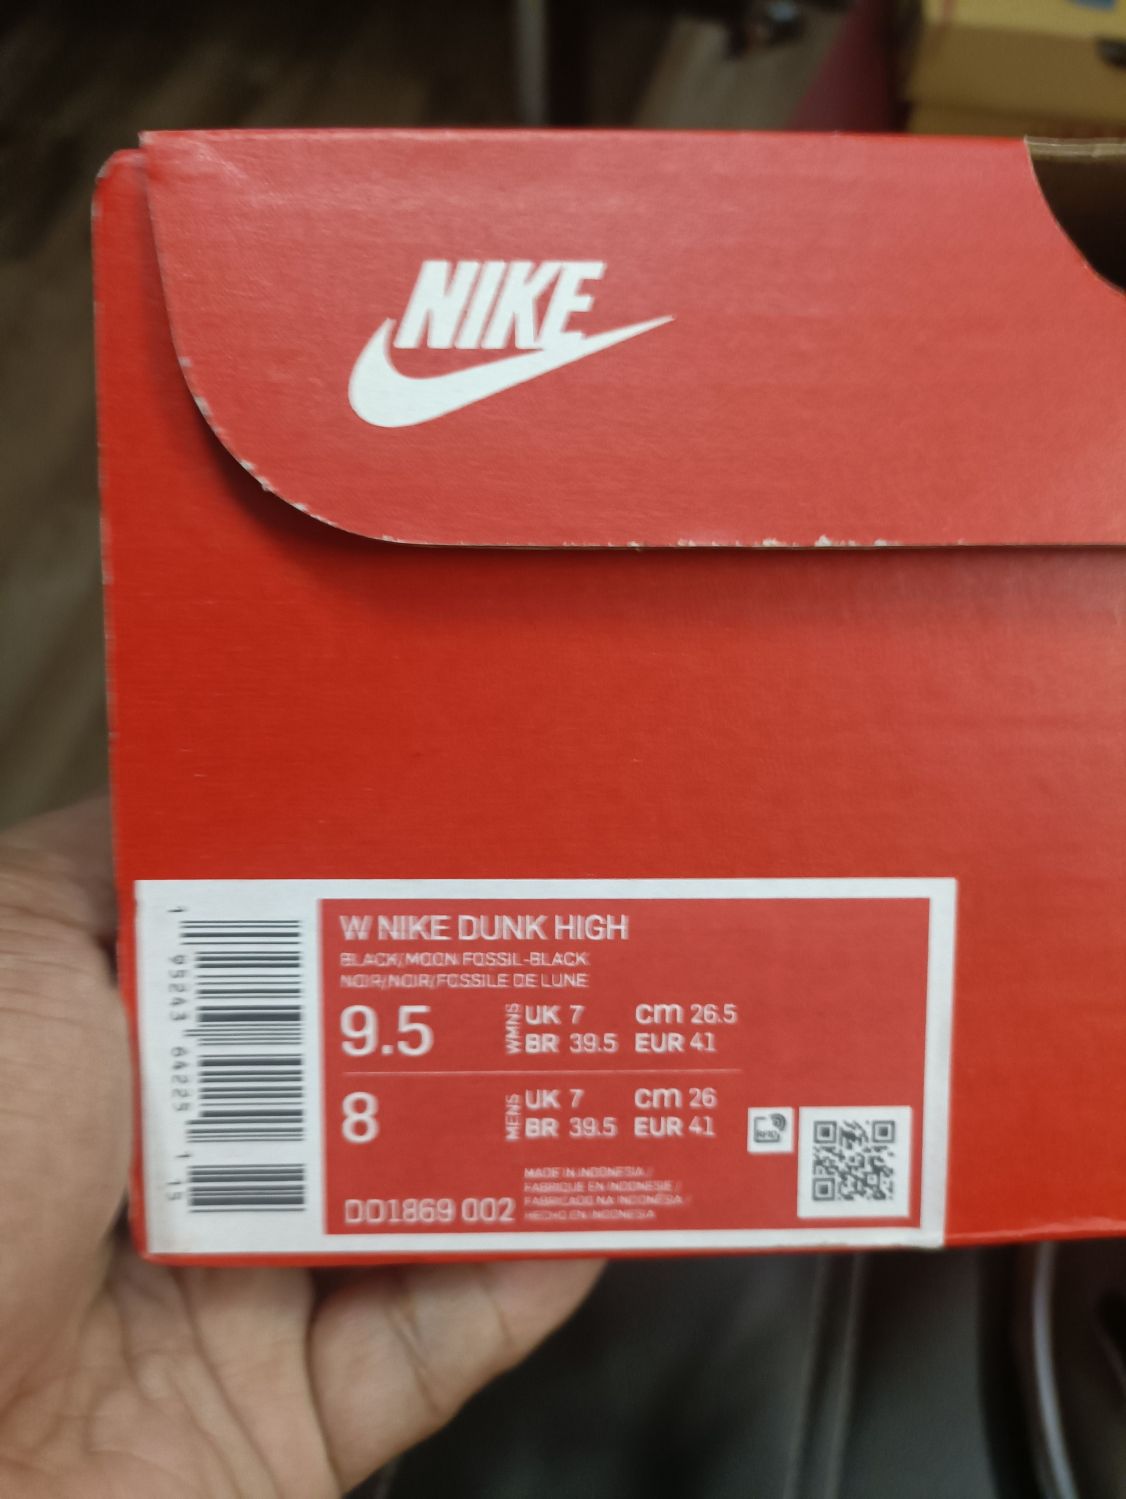 NIKE
W NIKE DUNK HIGH
BLACK/MOON FOSSIL-BLACK
NOIR/NOIR/FOSSILE DE LUNE
9.5 WMNS UK 7 cm 26.5
BR 39.5 EUR 41
8 MENS UK 7 cm 26
BR 39.5 EUR 41
MADE IN INDONESIA /
FABRIQUE EN INDONESIE /
FABRICADO NA INDONESIA /
HECHO EN INDONESIA
DD1869 002
1 95243 64225 1 15